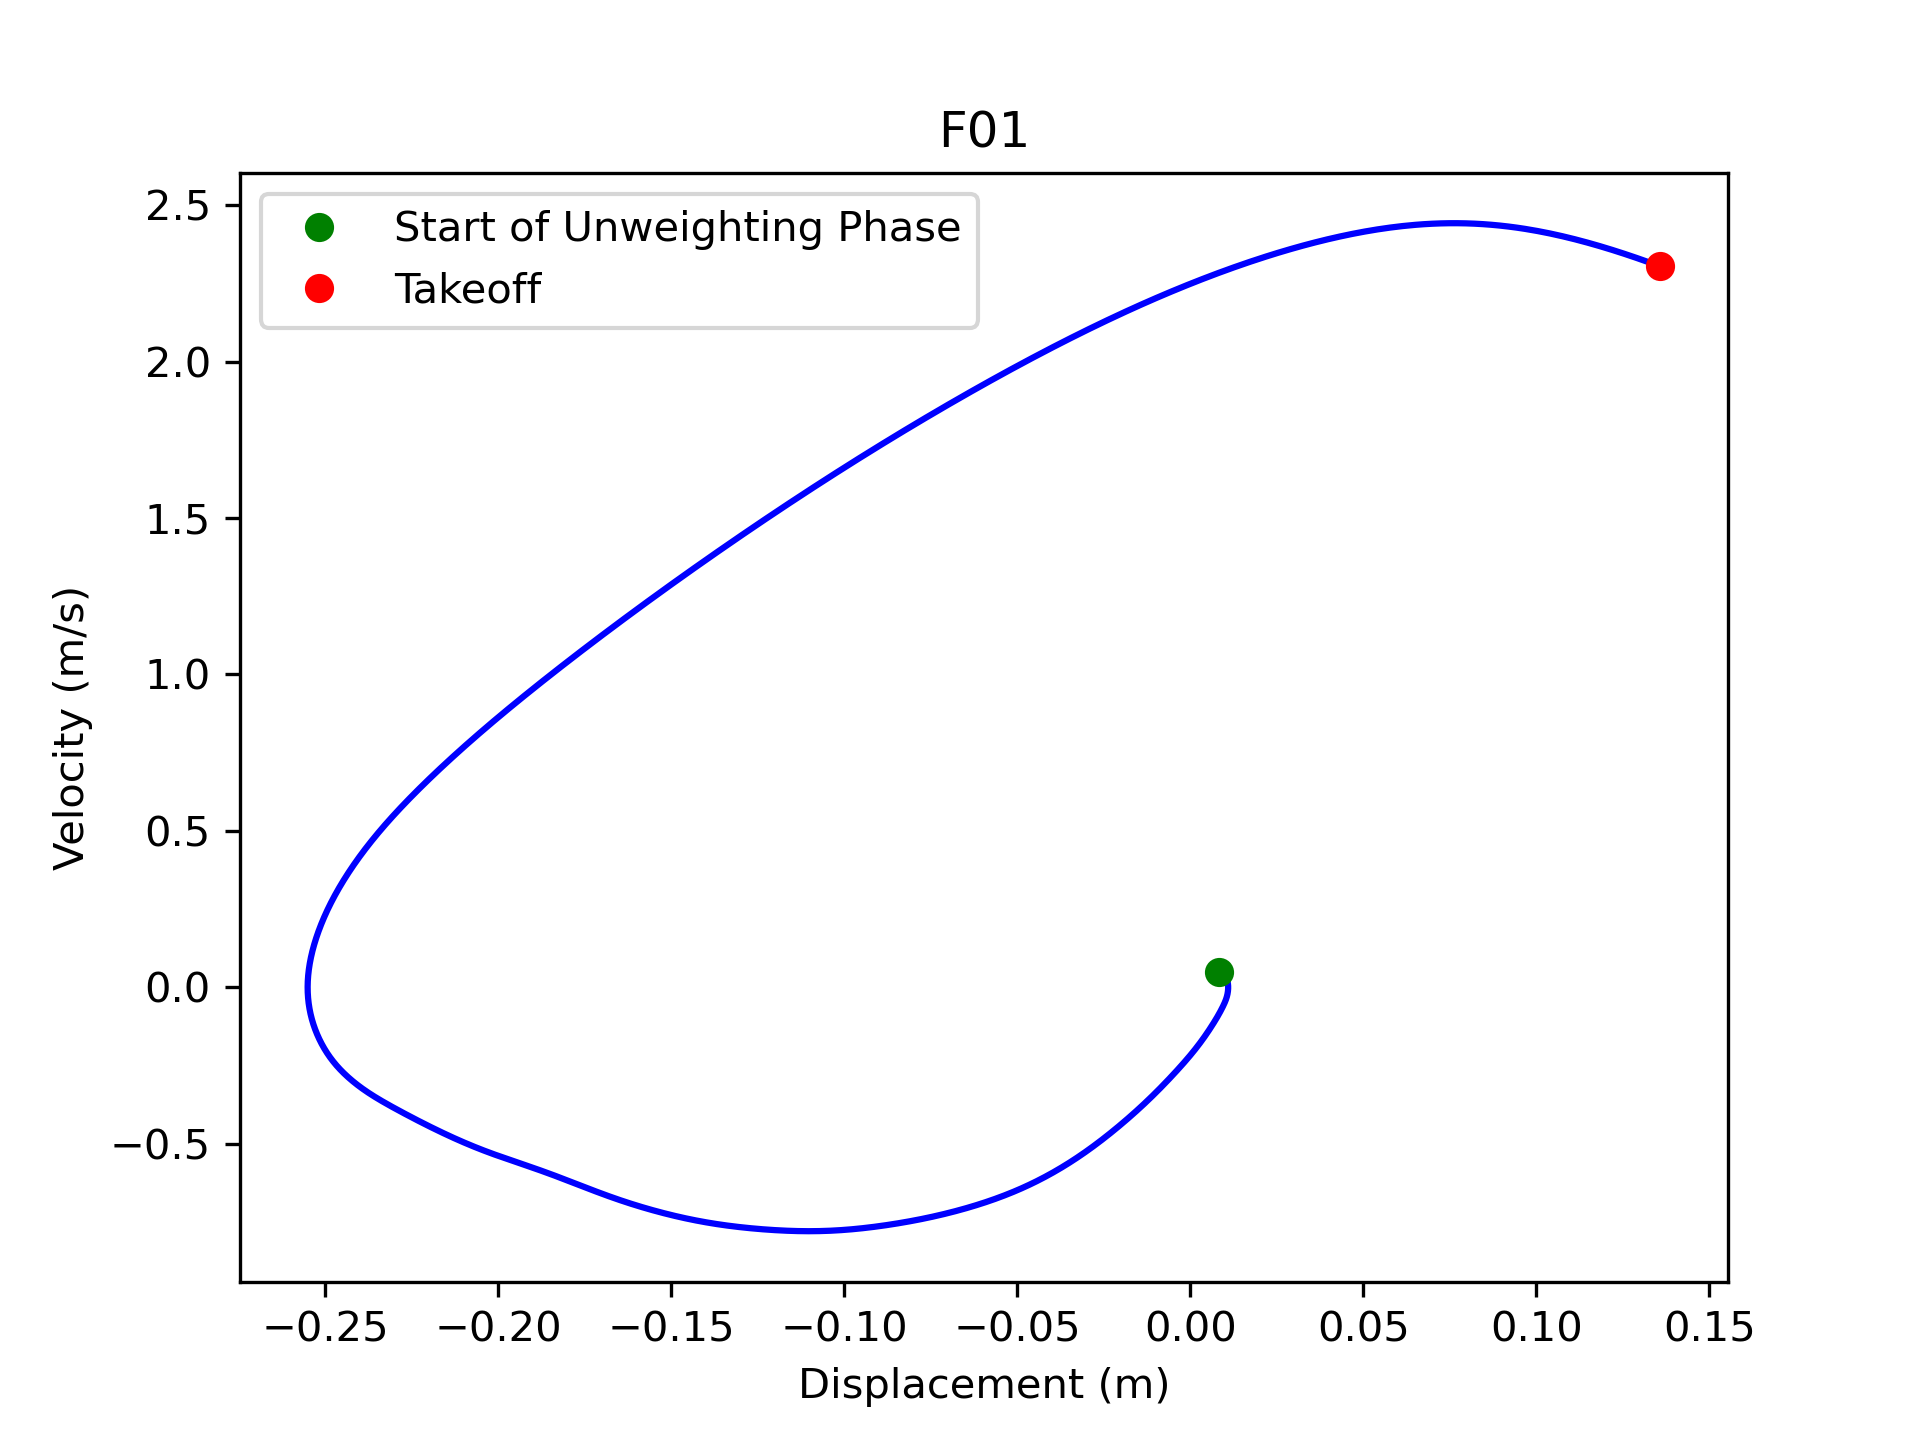 F01
Start of Unweighting Phase
Takeoff
2.5
2.0
1.5
1.0
0.5
0.0
−0.5
Velocity (m/s)
−0.25 −0.20 −0.15 −0.10 −0.05 0.00 0.05 0.10 0.15
Displacement (m)